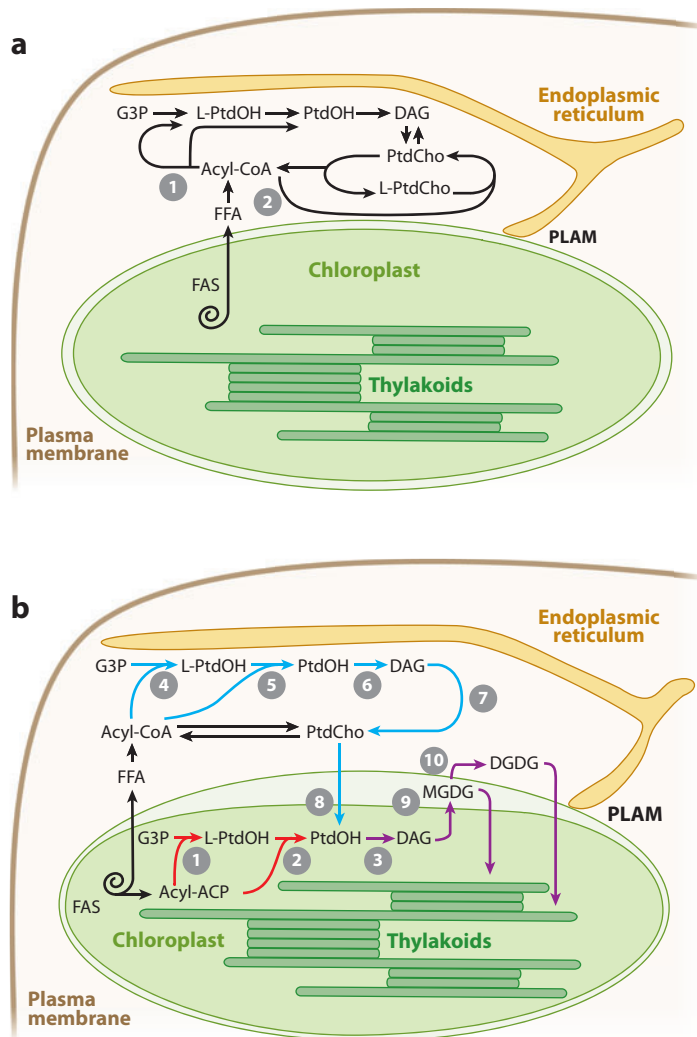 a
Endoplasmic
reticulum
G3P L-PtdOH PtdOH DAG
PtdCho
Acyl-CoA
L-PtdCho
1 2
FFA
PLAM
Chloroplast
FAS
Thylakoids
Plasma
membrane
b
Endoplasmic
reticulum
G3P L-PtdOH PtdOH DAG
4 5 6 7
Acyl-CoA PtdCho
10 DGDG
FFA
MGDG
8 9
PLAM
G3P L-PtdOH PtdOH DAG
1 2 3
Acyl-ACP
FAS
Chloroplast Thylakoids
Plasma
membrane